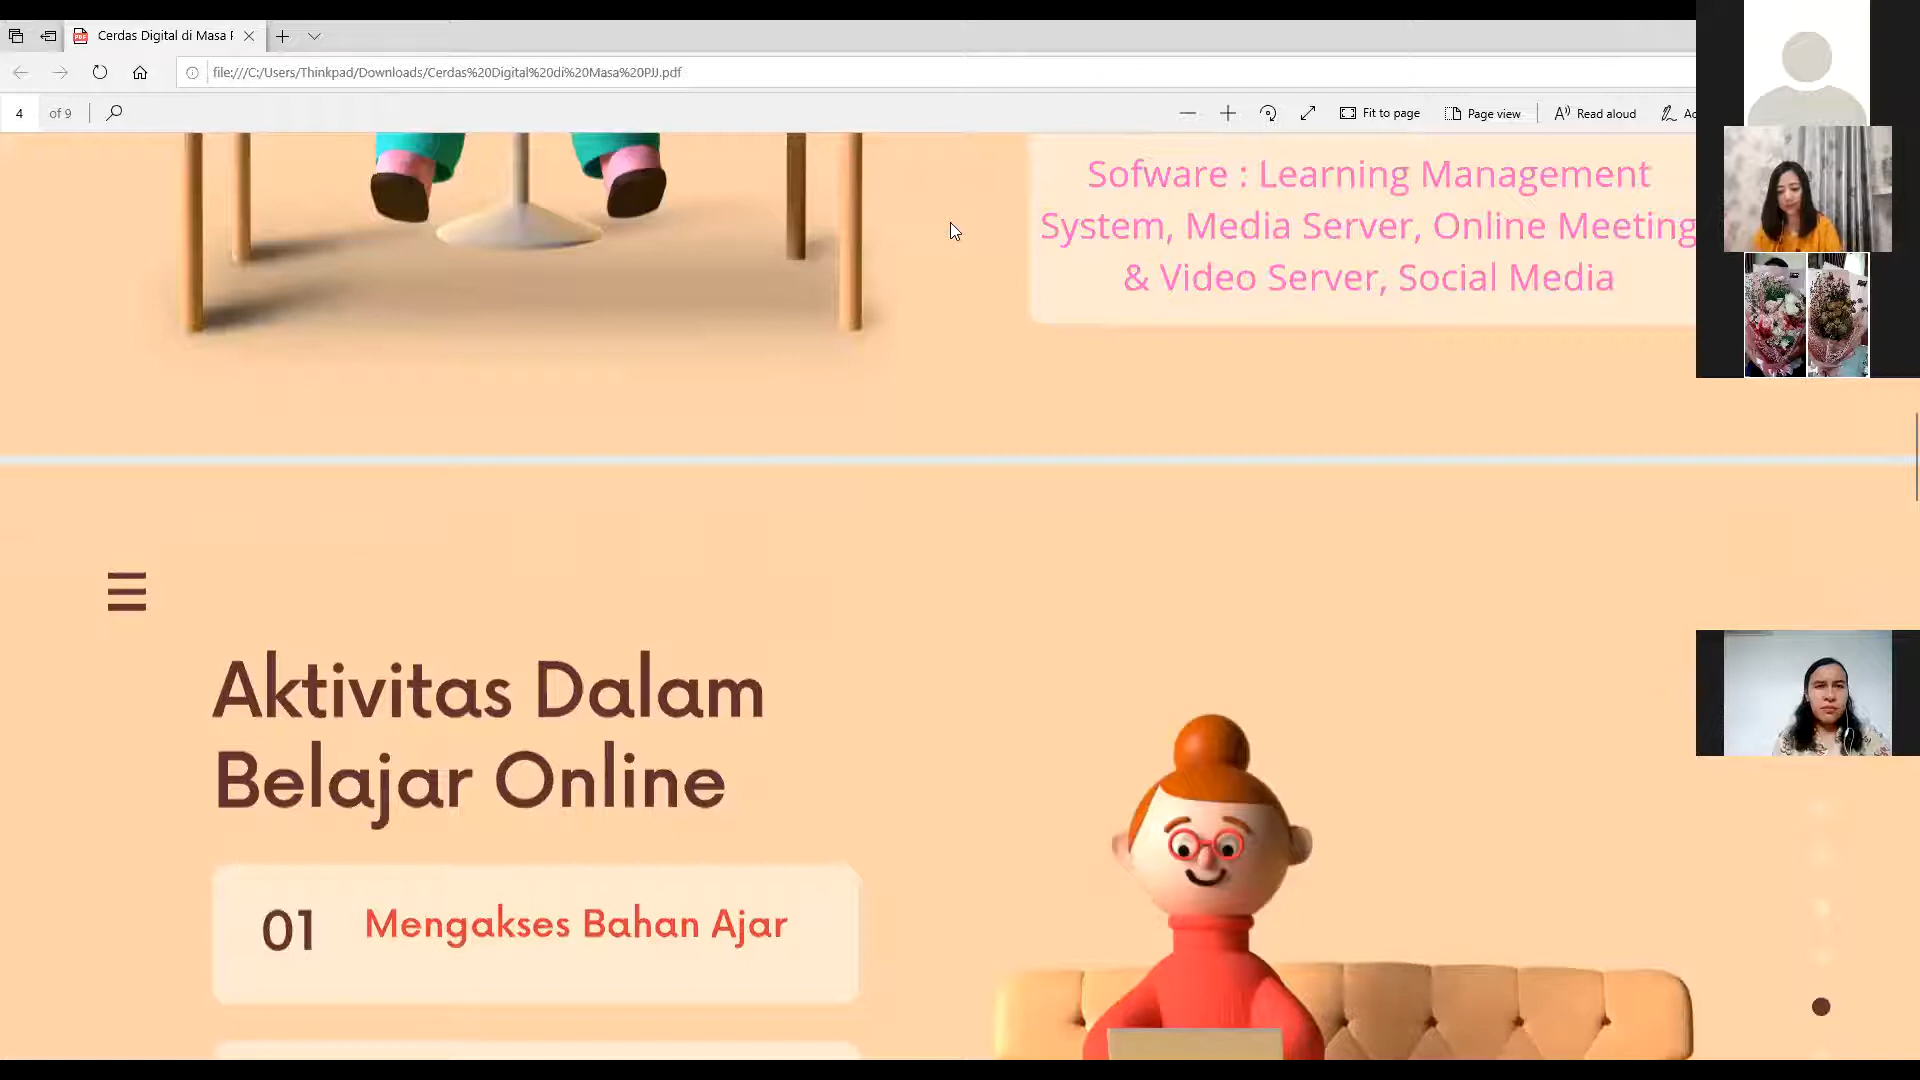 Cerdas Digital di Masa F
file:///C:/Users/Thinkpad/Downloads/Cerdas%20Digital%20di%20Masa%20PJJ.pdf
4 of 9
Fit to page
Page view
Read aloud
Ac
Sofware : Learning Management
System, Media Server, Online Meeting
& Video Server, Social Media
Aktivitas Dalam
Belajar Online
01 Mengakses Bahan Ajar